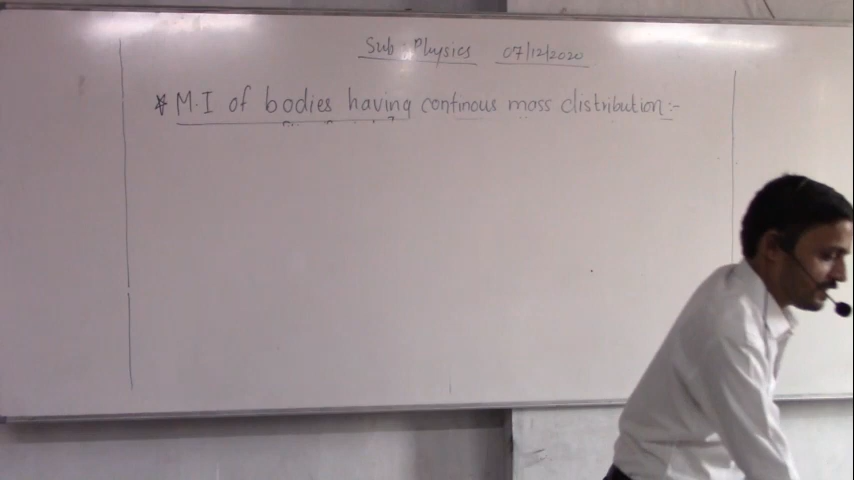 Sub : Physics 07/12/2020
* M.I of bodies having continous mass distribution :-